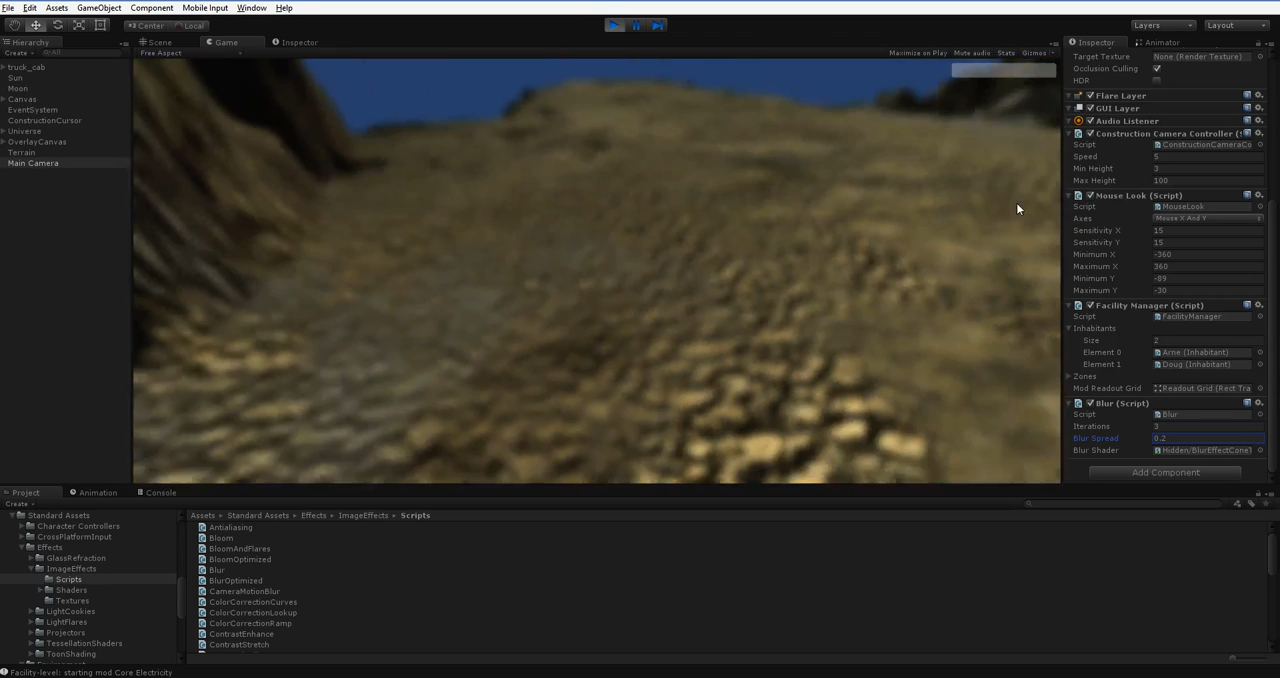 File Edit Assets GameObject Component Mobile Input Window Help
Center Local Layers Layout
Hierarchy Scene Game Inspector Inspector Animator
Create All Free Aspect Maximize on Play Mute audio Stats Gizmos
truck_cab
Sun
Moon
Canvas
EventSystem
ConstructionCursor
Universe
OverlayCanvas
Terrain
Main Camera
Target Texture None (Render Texture)
Occlusion Culling
HDR
Flare Layer
GUI Layer
Audio Listener
Construction Camera Controller (S
Script ConstructionCameraCo
Speed 5
Min Height 3
Max Height 100
Mouse Look (Script)
Script MouseLook
Axes Mouse X And Y
Sensitivity X 15
Sensitivity Y 15
Minimum X -360
Maximum X 360
Minimum Y -89
Maximum Y -30
Facility Manager (Script)
Script FacilityManager
Inhabitants
Size 2
Element 0 Arne (Inhabitant)
Element 1 Doug (Inhabitant)
Zones
Mod Readout Grid Readout Grid (Rect Tra
Blur (Script)
Script Blur
Iterations 3
Blur Spread 0.2
Blur Shader Hidden/BlurEffectConeT
Add Component
Project Animation Console
Create
Standard Assets
Character Controllers
CrossPlatformInput
Effects
GlassRefraction
ImageEffects
Scripts
Shaders
Textures
LightCookies
LightFlares
Projectors
TessellationShaders
ToonShading
Assets Standard Assets Effects ImageEffects Scripts
Antialiasing
Bloom
BloomAndFlares
BloomOptimized
Blur
BlurOptimized
CameraMotionBlur
ColorCorrectionCurves
ColorCorrectionLookup
ColorCorrectionRamp
ContrastEnhance
ContrastStretch
Facility-level: starting mod Core Electricity